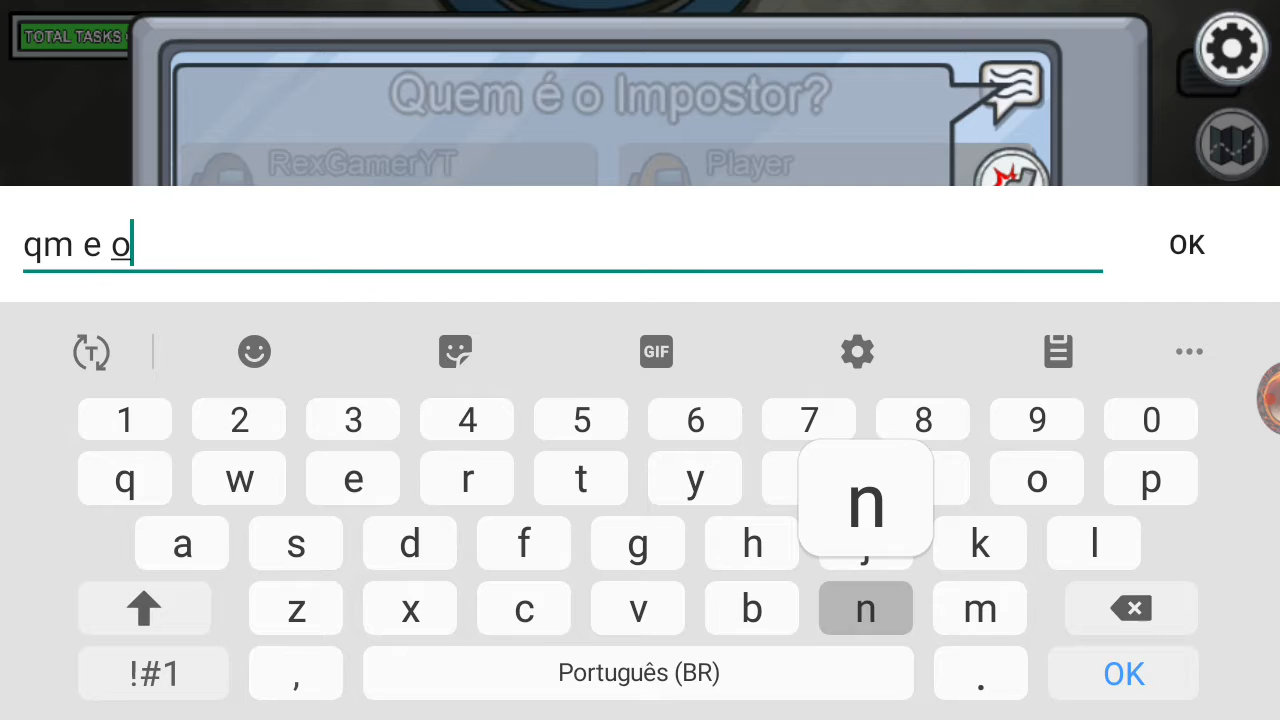 TOTAL TASKS
Quem é o Impostor?
RexGamerYT Player
qm e o OK
GIF
1 2 3 4 5 6 7 8 9 0
q w e r t y o p
n
a s d f g h j k l
z x c v b n m
!#1 , Português (BR) . OK